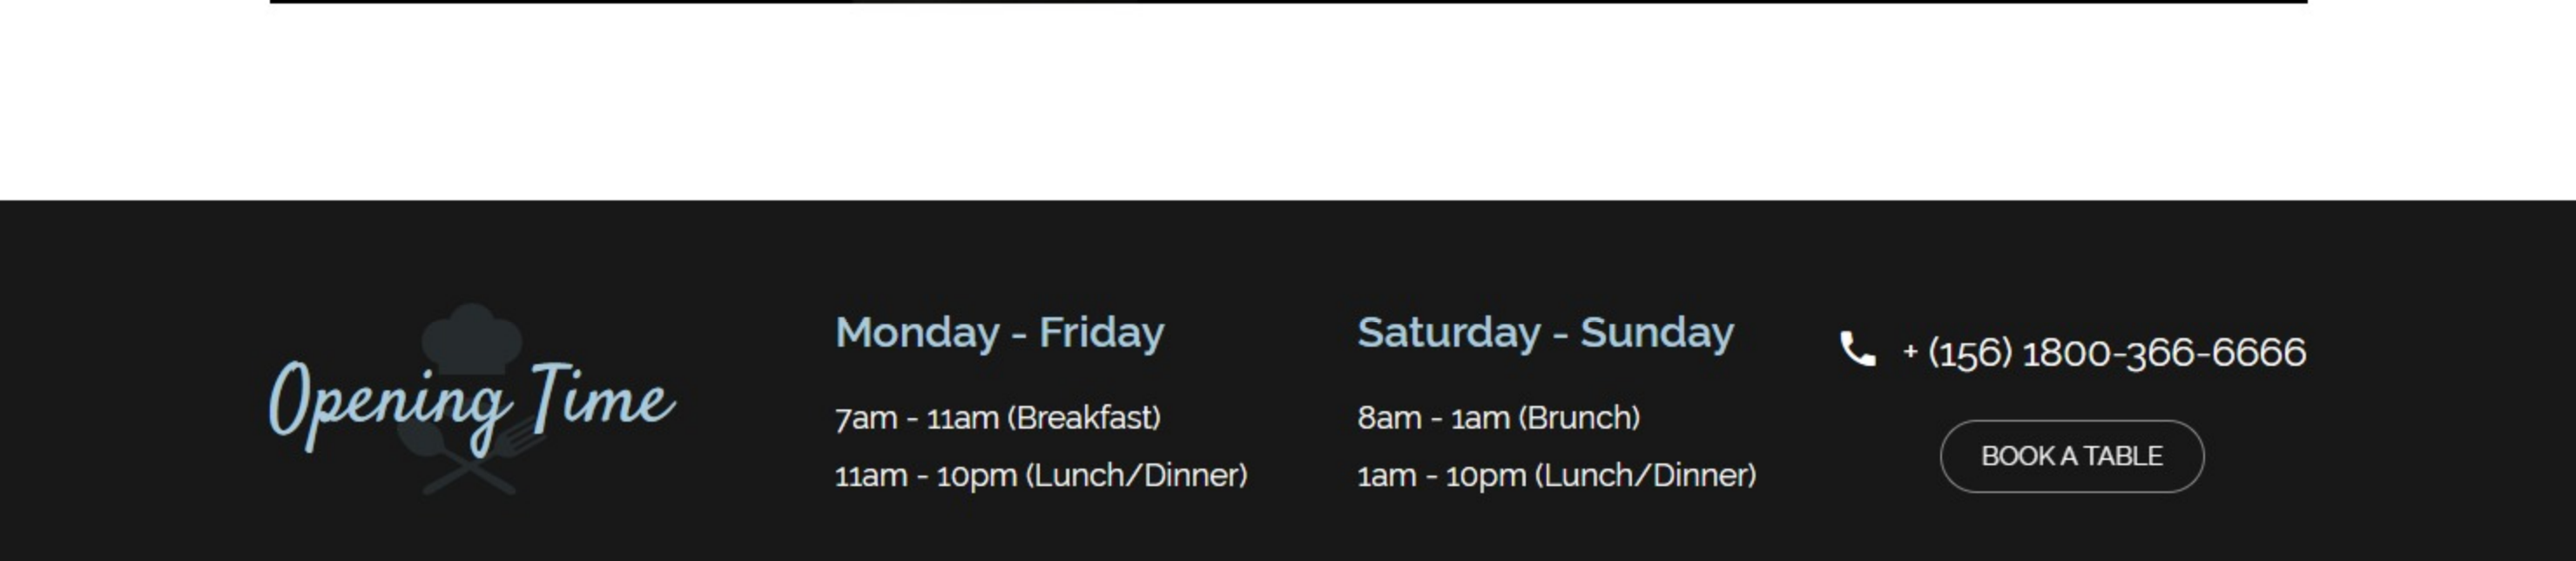 Opening Time
Monday - Friday
7am - 11am (Breakfast)
11am - 10pm (Lunch/Dinner)
Saturday - Sunday
8am - 1am (Brunch)
1am - 10pm (Lunch/Dinner)
+ (156) 1800-366-6666
BOOK A TABLE